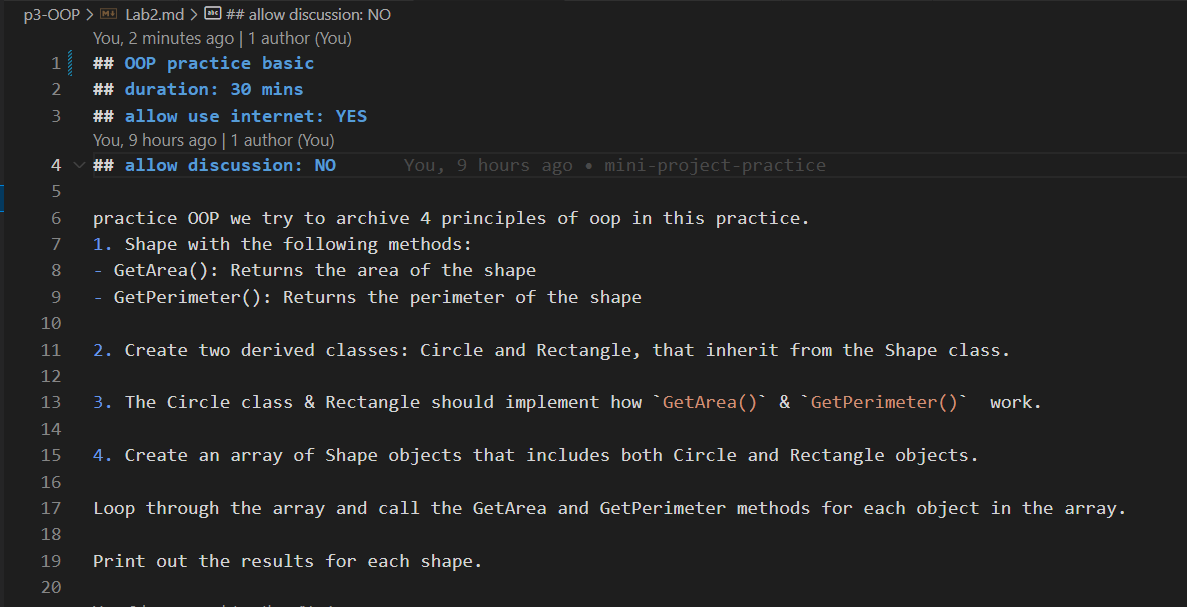 p3-OOP > Lab2.md > ## allow discussion: NO
You, 2 minutes ago | 1 author (You)
1 ## OOP practice basic
2 ## duration: 30 mins
3 ## allow use internet: YES
You, 9 hours ago | 1 author (You)
4 ## allow discussion: NO You, 9 hours ago • mini-project-practice
5
6 practice OOP we try to archive 4 principles of oop in this practice.
7 1. Shape with the following methods:
8 - GetArea(): Returns the area of the shape
9 - GetPerimeter(): Returns the perimeter of the shape
10
11 2. Create two derived classes: Circle and Rectangle, that inherit from the Shape class.
12
13 3. The Circle class & Rectangle should implement how `GetArea()` & `GetPerimeter()`  work.
14
15 4. Create an array of Shape objects that includes both Circle and Rectangle objects.
16
17 Loop through the array and call the GetArea and GetPerimeter methods for each object in the array.
18
19 Print out the results for each shape.
20